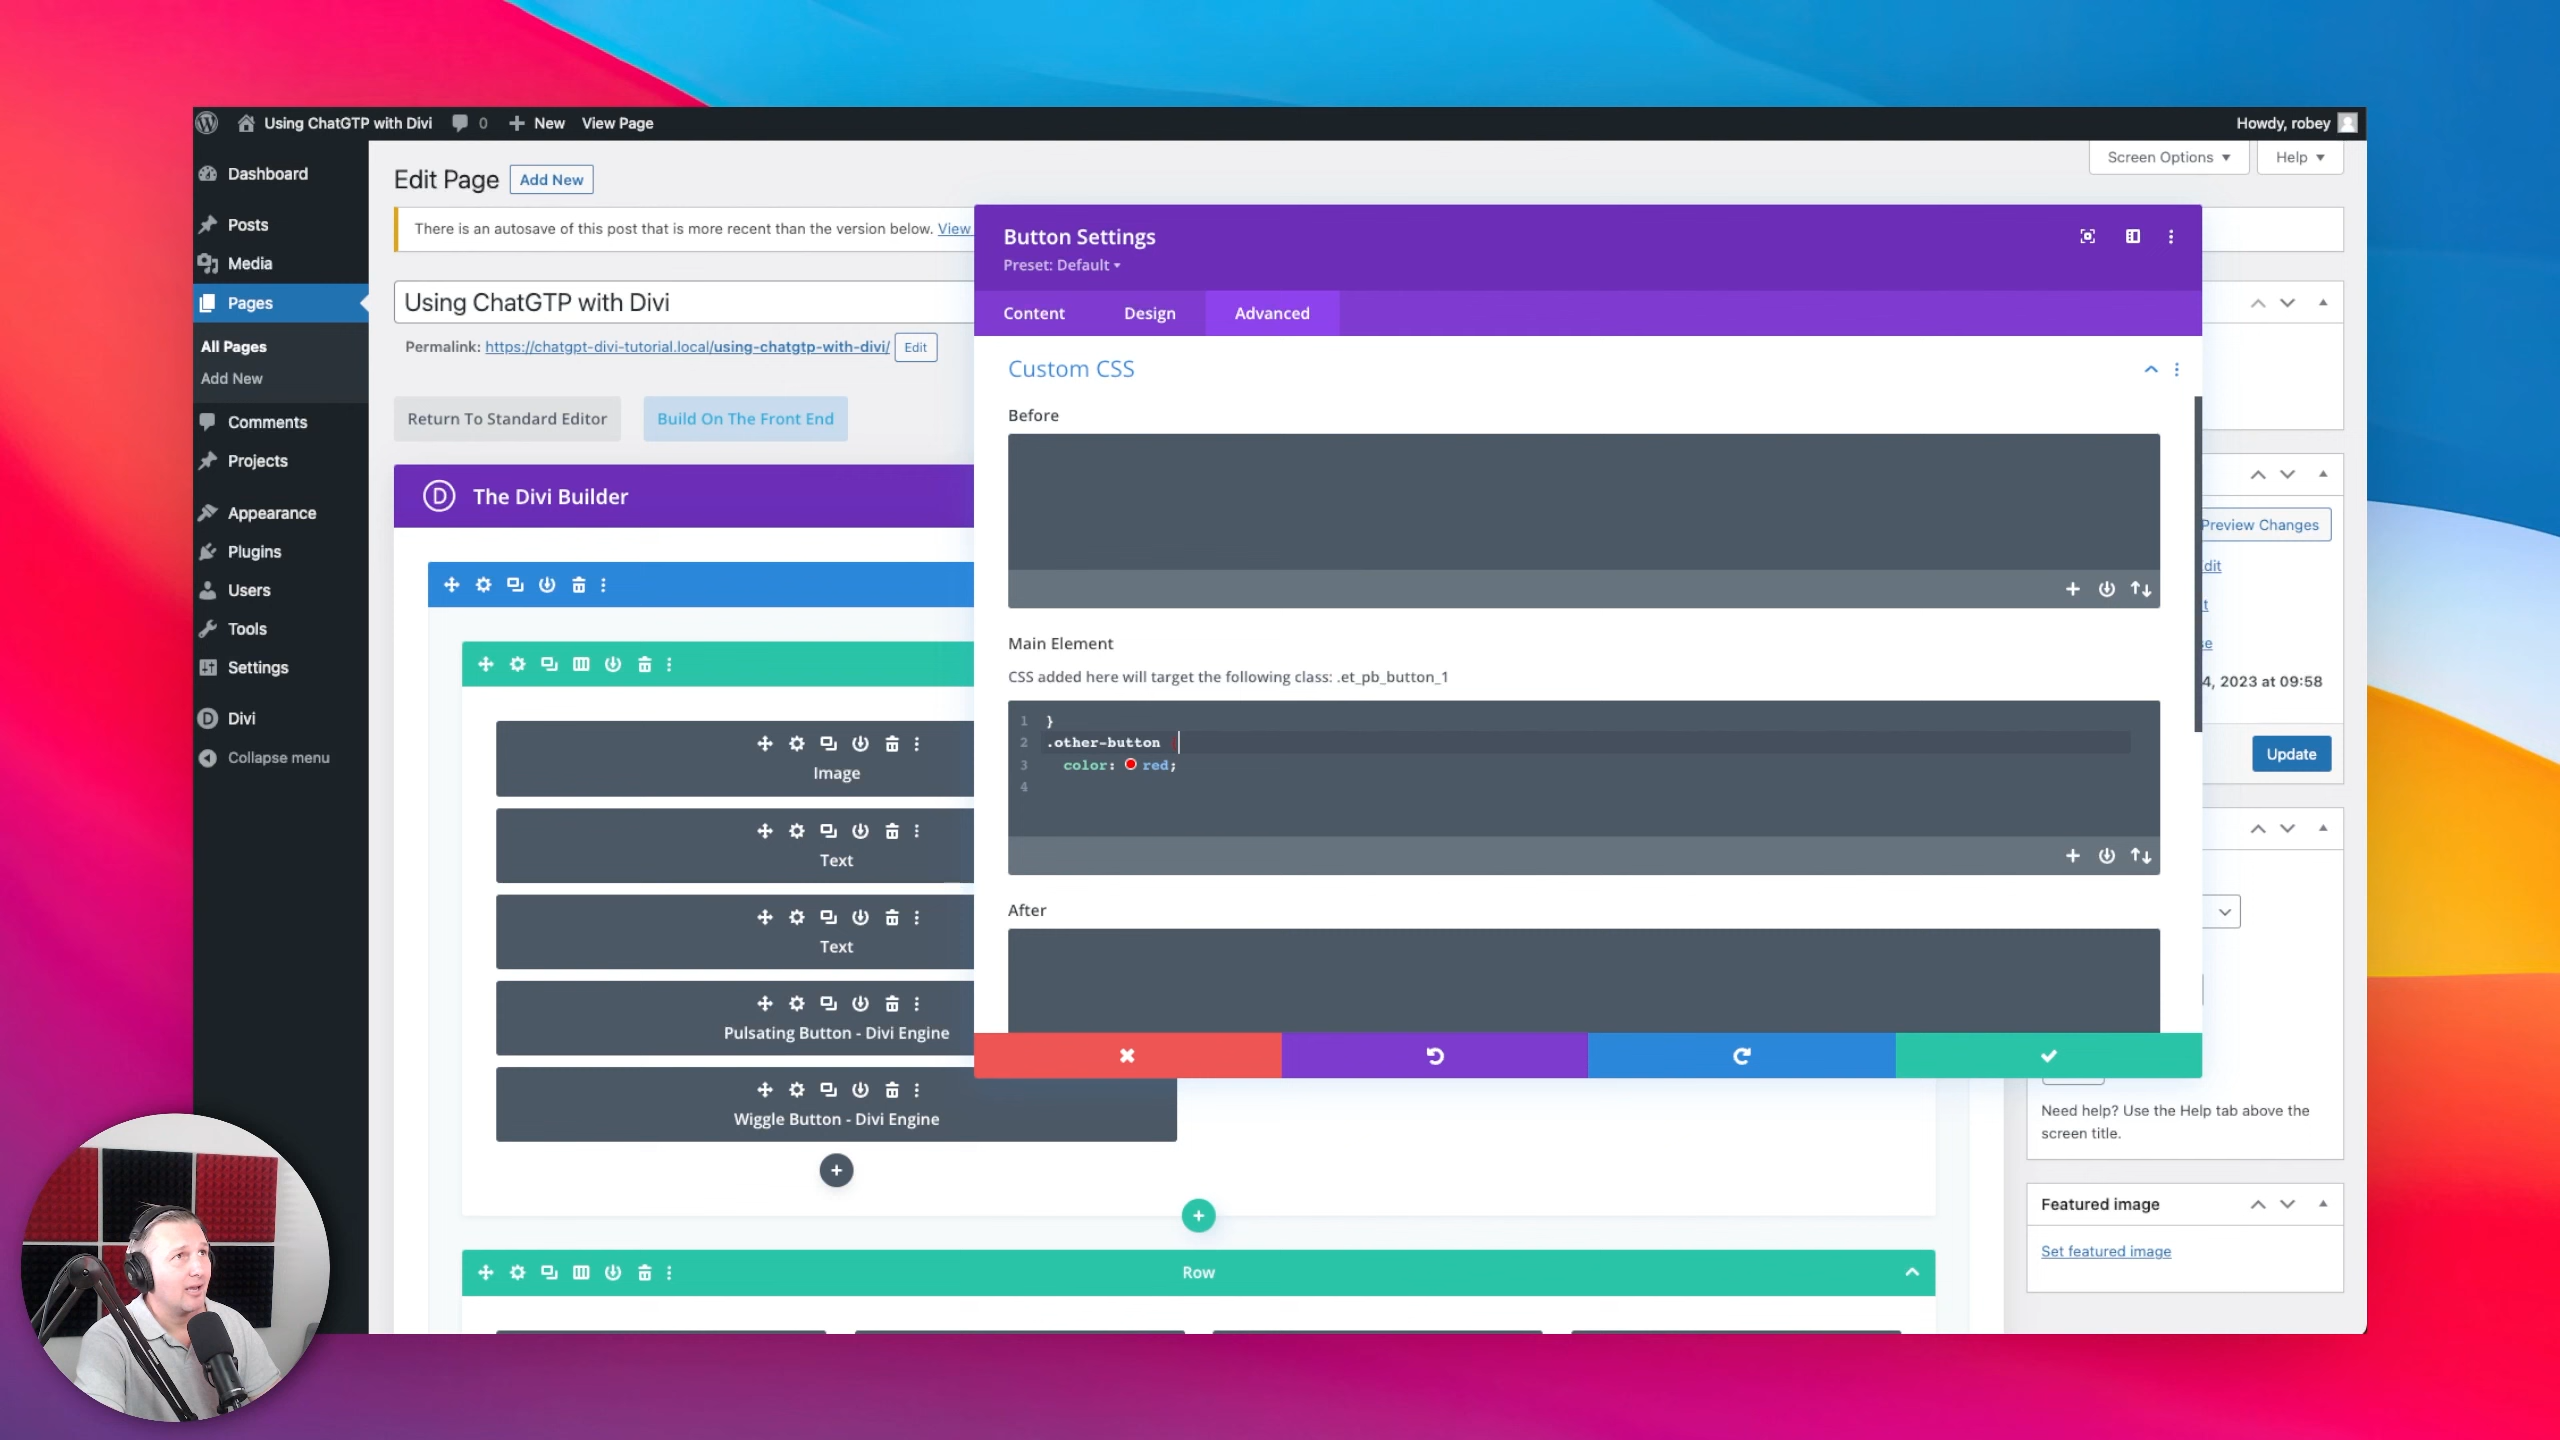 Using ChatGTP with Divi 0 New View Page
Howdy, robey
Dashboard
Posts
Media
Pages
All Pages
Add New
Comments
Projects
Appearance
Plugins
Users
Tools
Settings
Divi
Collapse menu
Screen Options
Help
Edit Page
Add New
There is an autosave of this post that is more recent than the version below. View
Using ChatGTP with Divi
Permalink: https://chatgpt-divi-tutorial.local/using-chatgtp-with-divi/ Edit
Return To Standard Editor
Build On The Front End
The Divi Builder
Image
Text
Text
Pulsating Button - Divi Engine
Wiggle Button - Divi Engine
Row
Button Settings
Preset: Default
Content
Design
Advanced
Custom CSS
Before
Main Element
CSS added here will target the following class: .et_pb_button_1
1 }
2 .other-button {
3 color: red;
4
After
Preview Changes
dit
t
se
4, 2023 at 09:58
Update
Need help? Use the Help tab above the
screen title.
Featured image
Set featured image